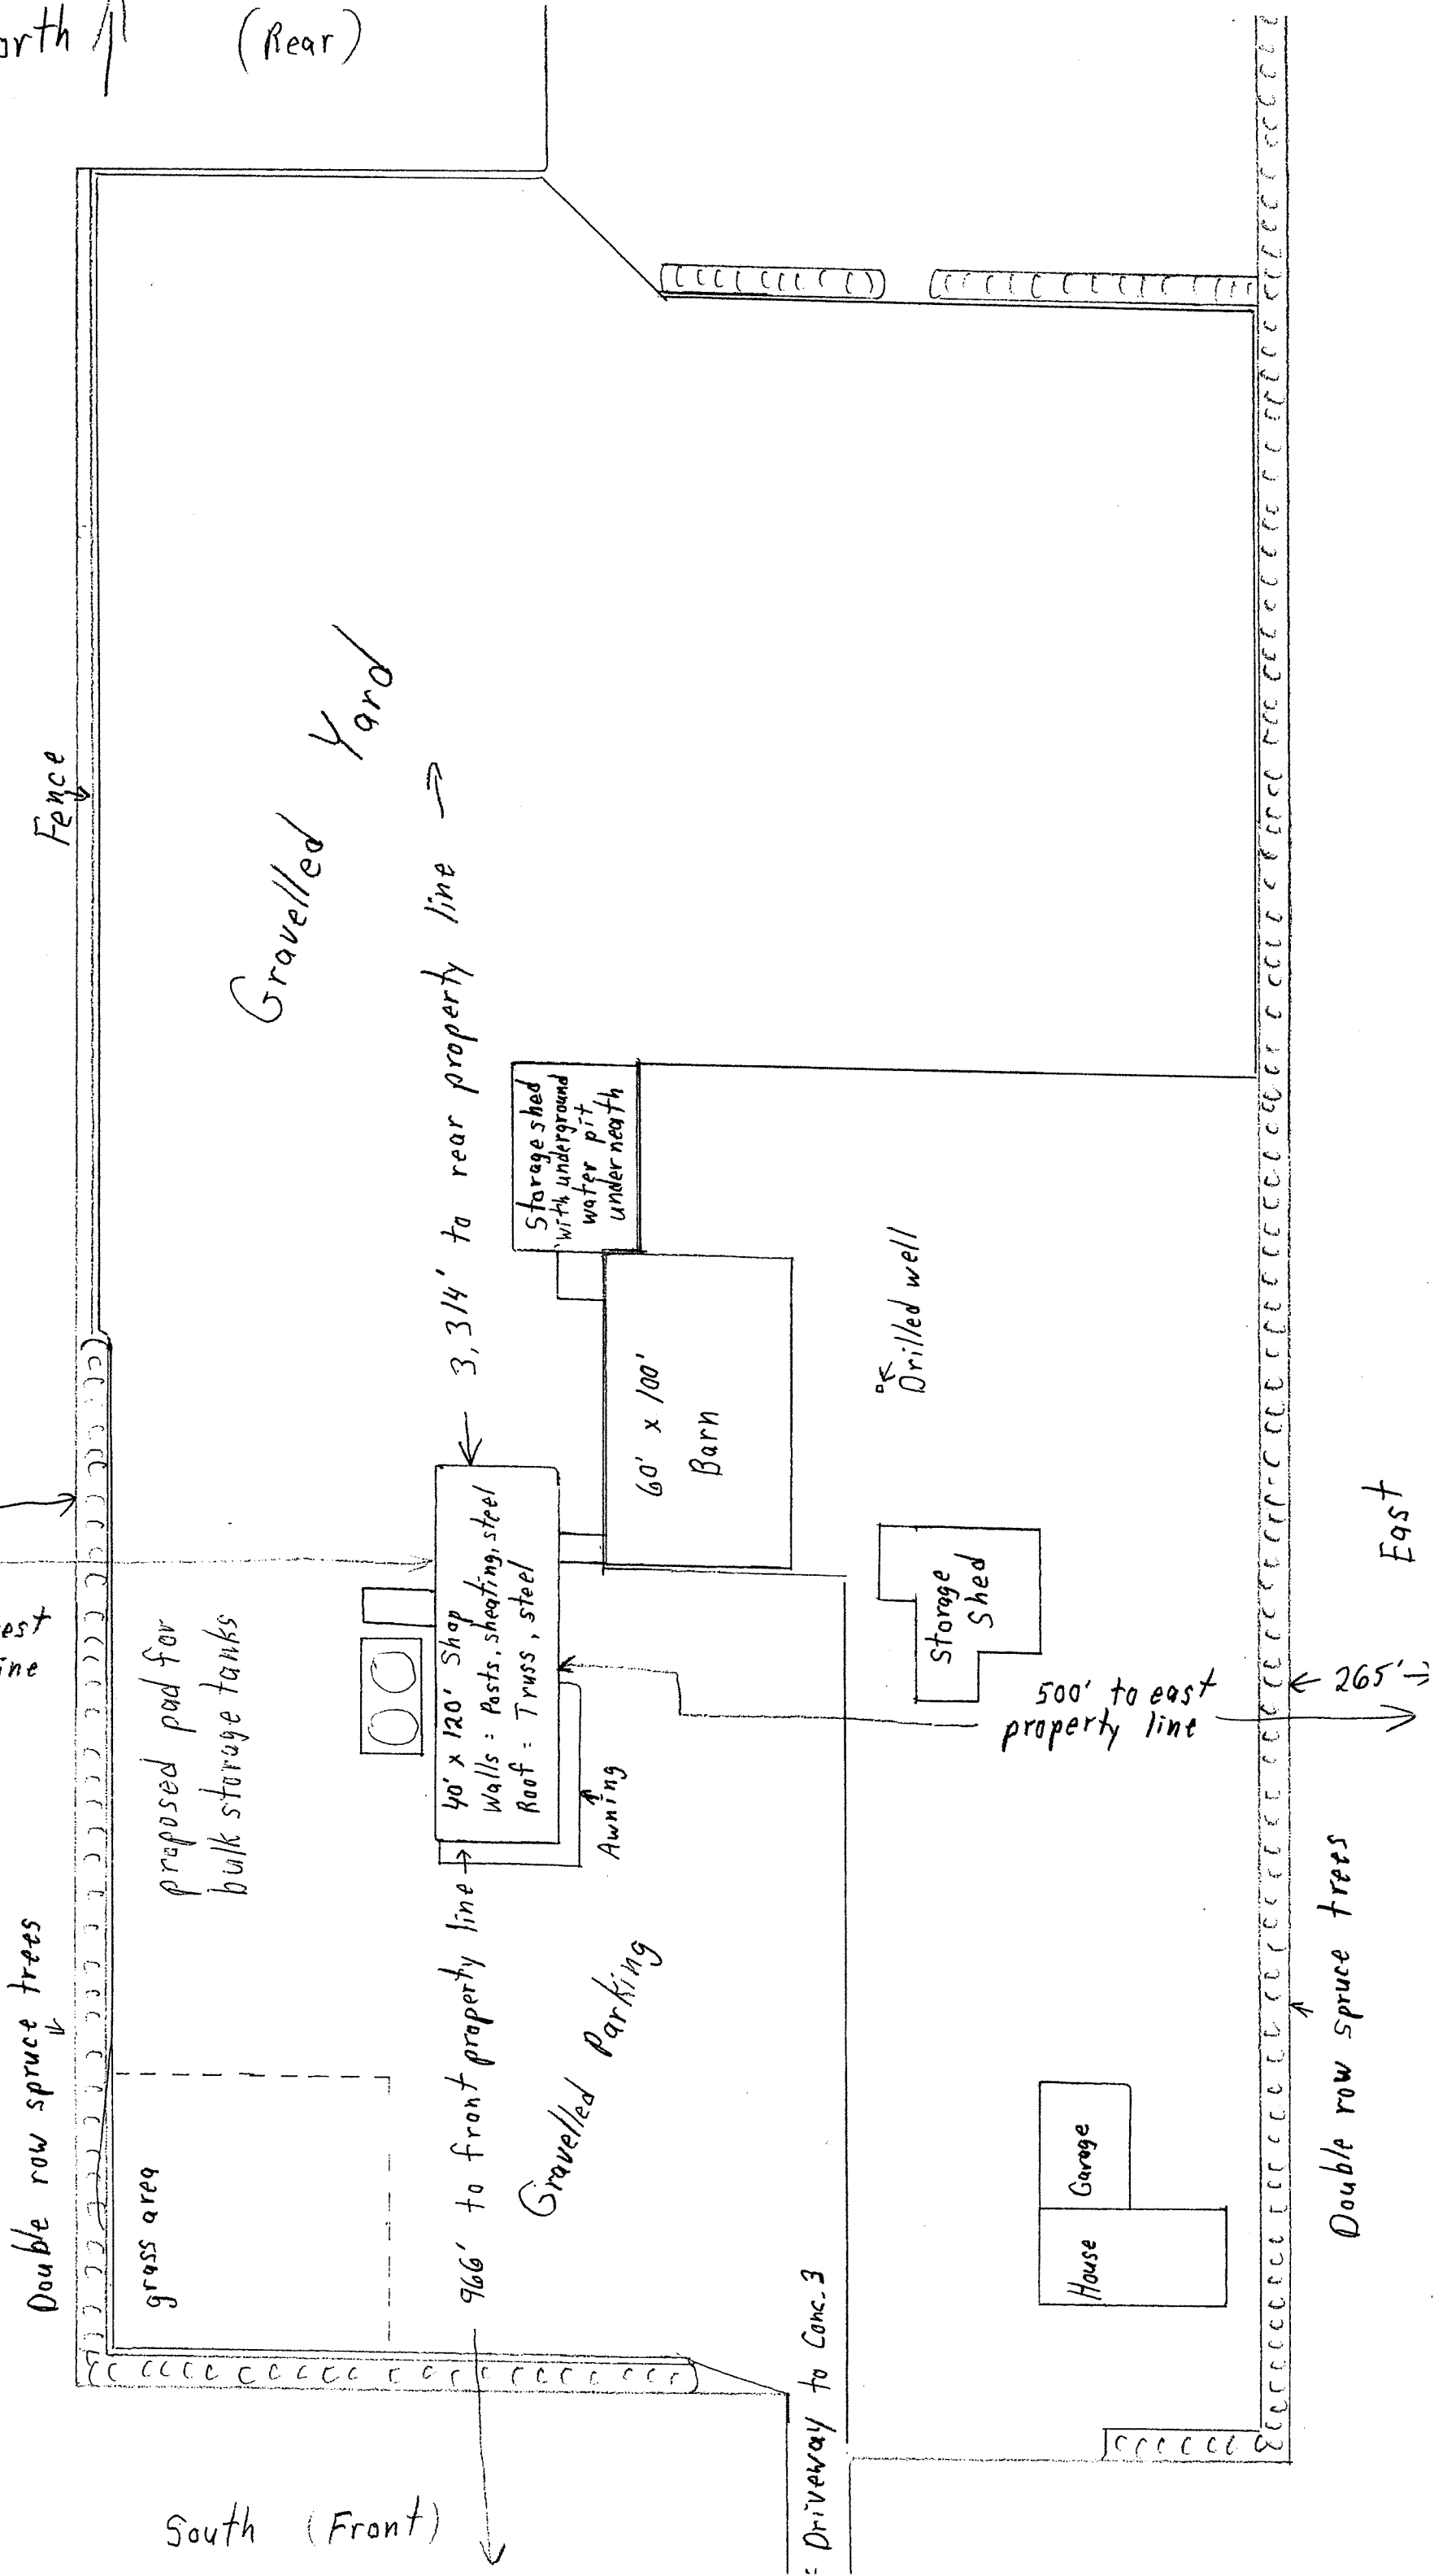 orth
(Rear)
Fence
Gravelled Yard
3,314' to rear property line
Storage shed
with underground
water pit
underneath
60' x 100'
Barn
Drilled well
40' x 120' Shop
Walls = Posts, sheating, steel
Roof = Truss, steel
est
ine
proposed pad for
bulk storage tanks
Awning
Storage
Shed
500' to east
property line
265'
East
Double row spruce trees
grass area
966' to front property line
Gravelled Parking
Garage
House
Double row spruce trees
= Driveway to Conc. 3
South (Front)